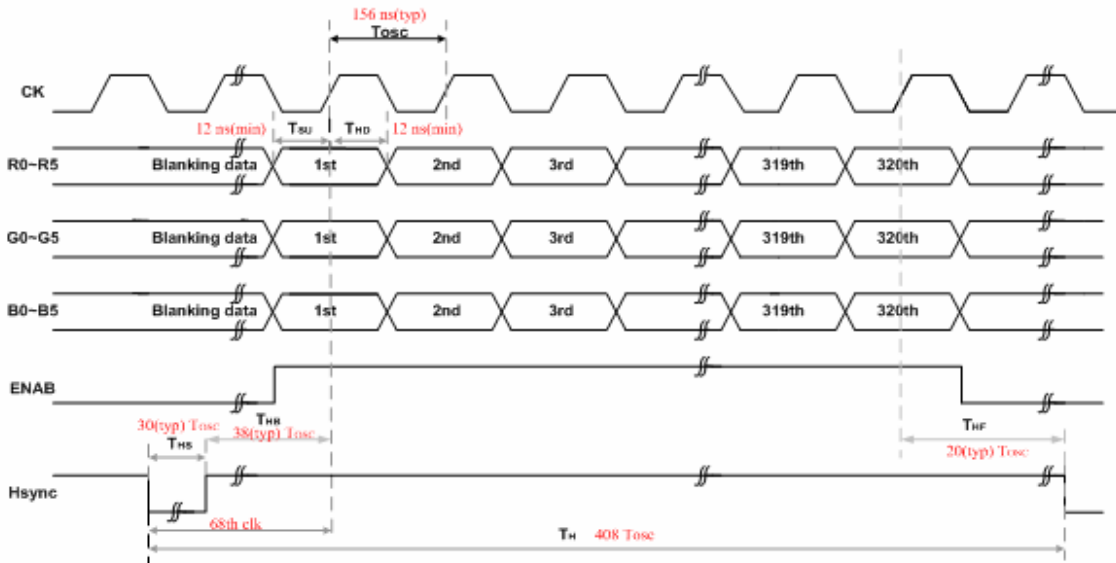 156 ns(typ)
Tosc
CK
12 ns(min) TSU THD 12 ns(min)
R0~R5 Blanking data 1st 2nd 3rd 319th 320th
G0~G5 Blanking data 1st 2nd 3rd 319th 320th
B0~B5 Blanking data 1st 2nd 3rd 319th 320th
ENAB
30(typ) Tosc THB THF
THS 38(typ) Tosc 20(typ) Tosc
Hsync
68th clk
TH 408 Tosc